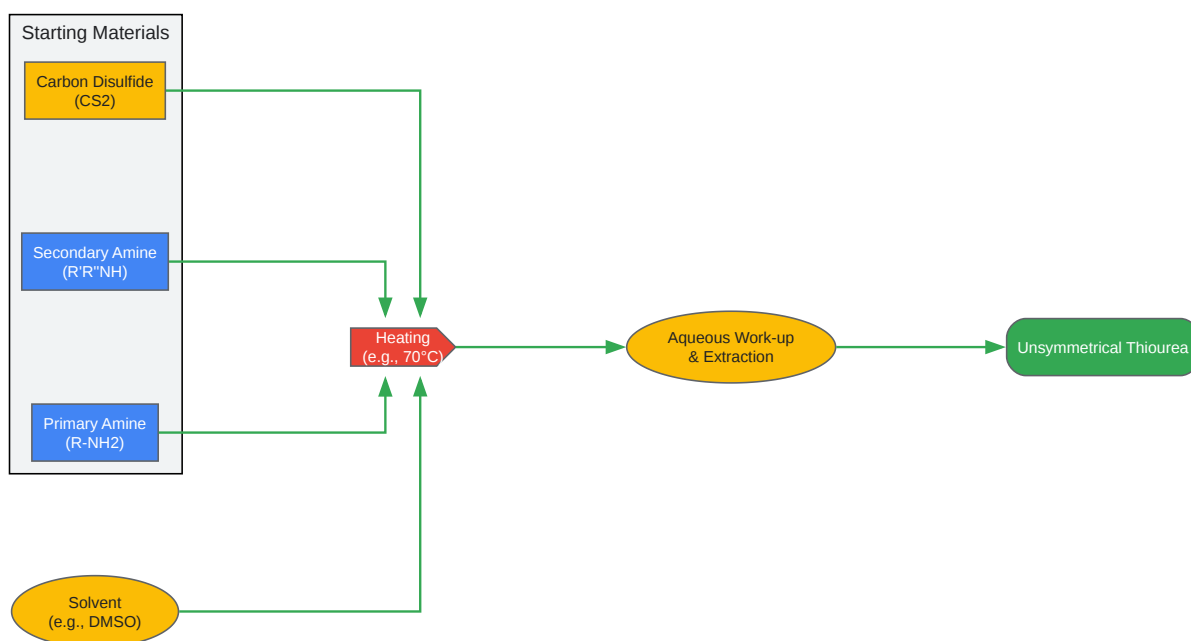 Starting Materials
Carbon Disulfide
(CS2)
Secondary Amine
(R'R"NH)
Heating
(e.g., 70°C)
Aqueous Work-up
& Extraction
Unsymmetrical Thiourea
Primary Amine
(R-NH2)
Solvent
(e.g., DMSO)